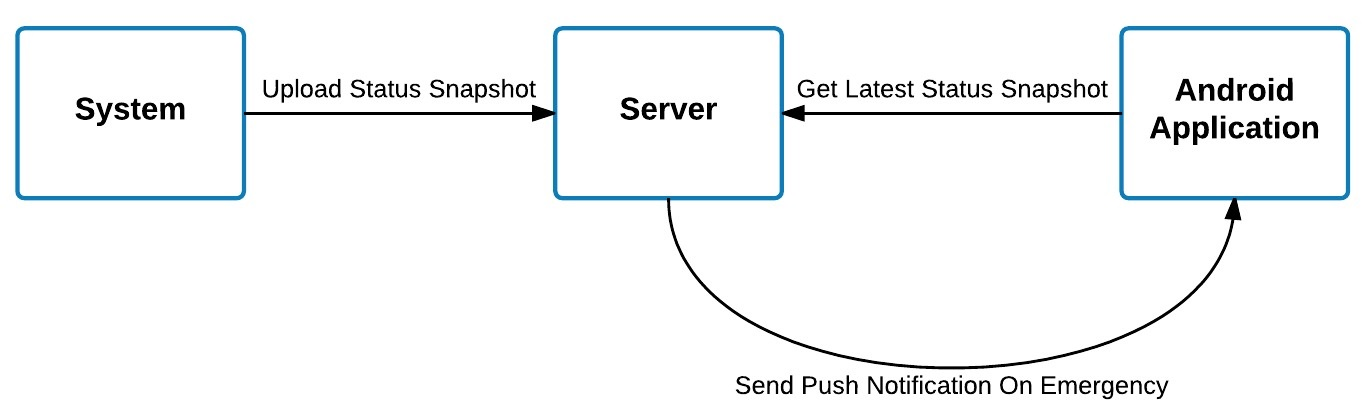 System
Upload Status Snapshot
Server
Get Latest Status Snapshot
Android
Application
Send Push Notification On Emergency